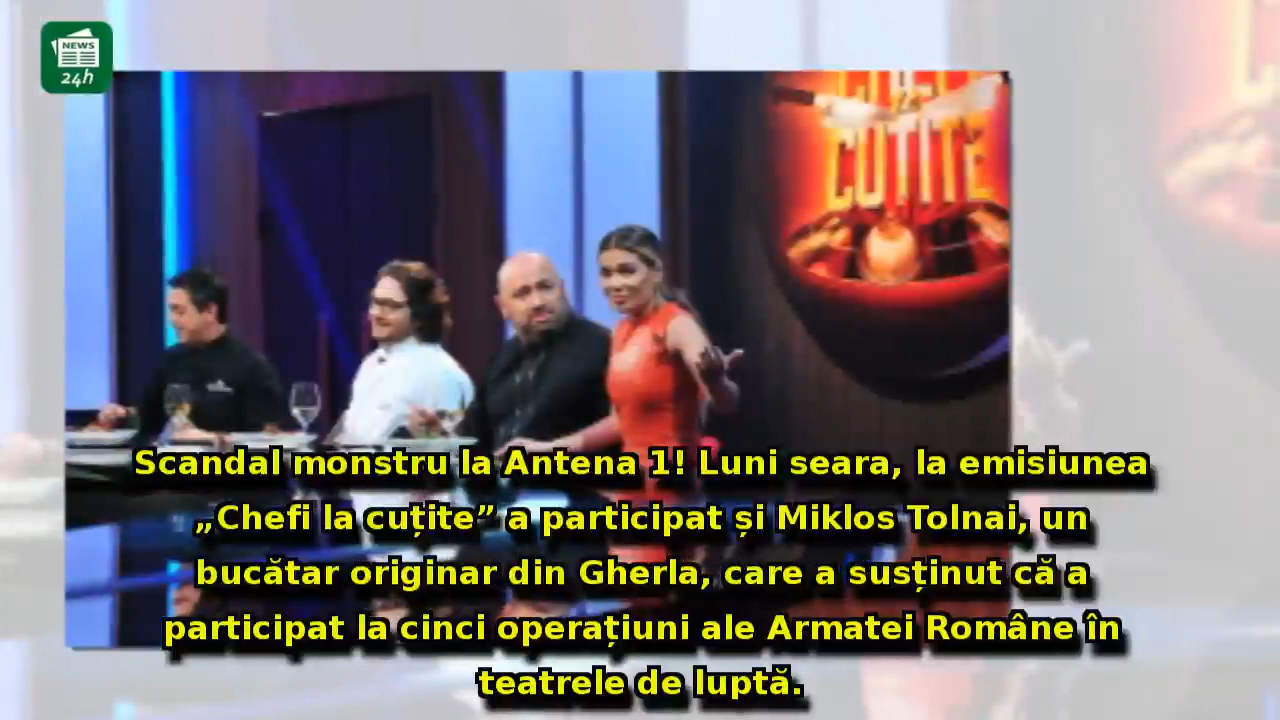 NEWS
24h
CUTITE
Scandal monstru la Antena 1! Luni seara, la emisiunea
„Chefi la cuțite” a participat și Miklos Tolnai, un
bucătar originar din Gherla, care a susținut că a
participat la cinci operațiuni ale Armatei Române în
teatrele de luptă.